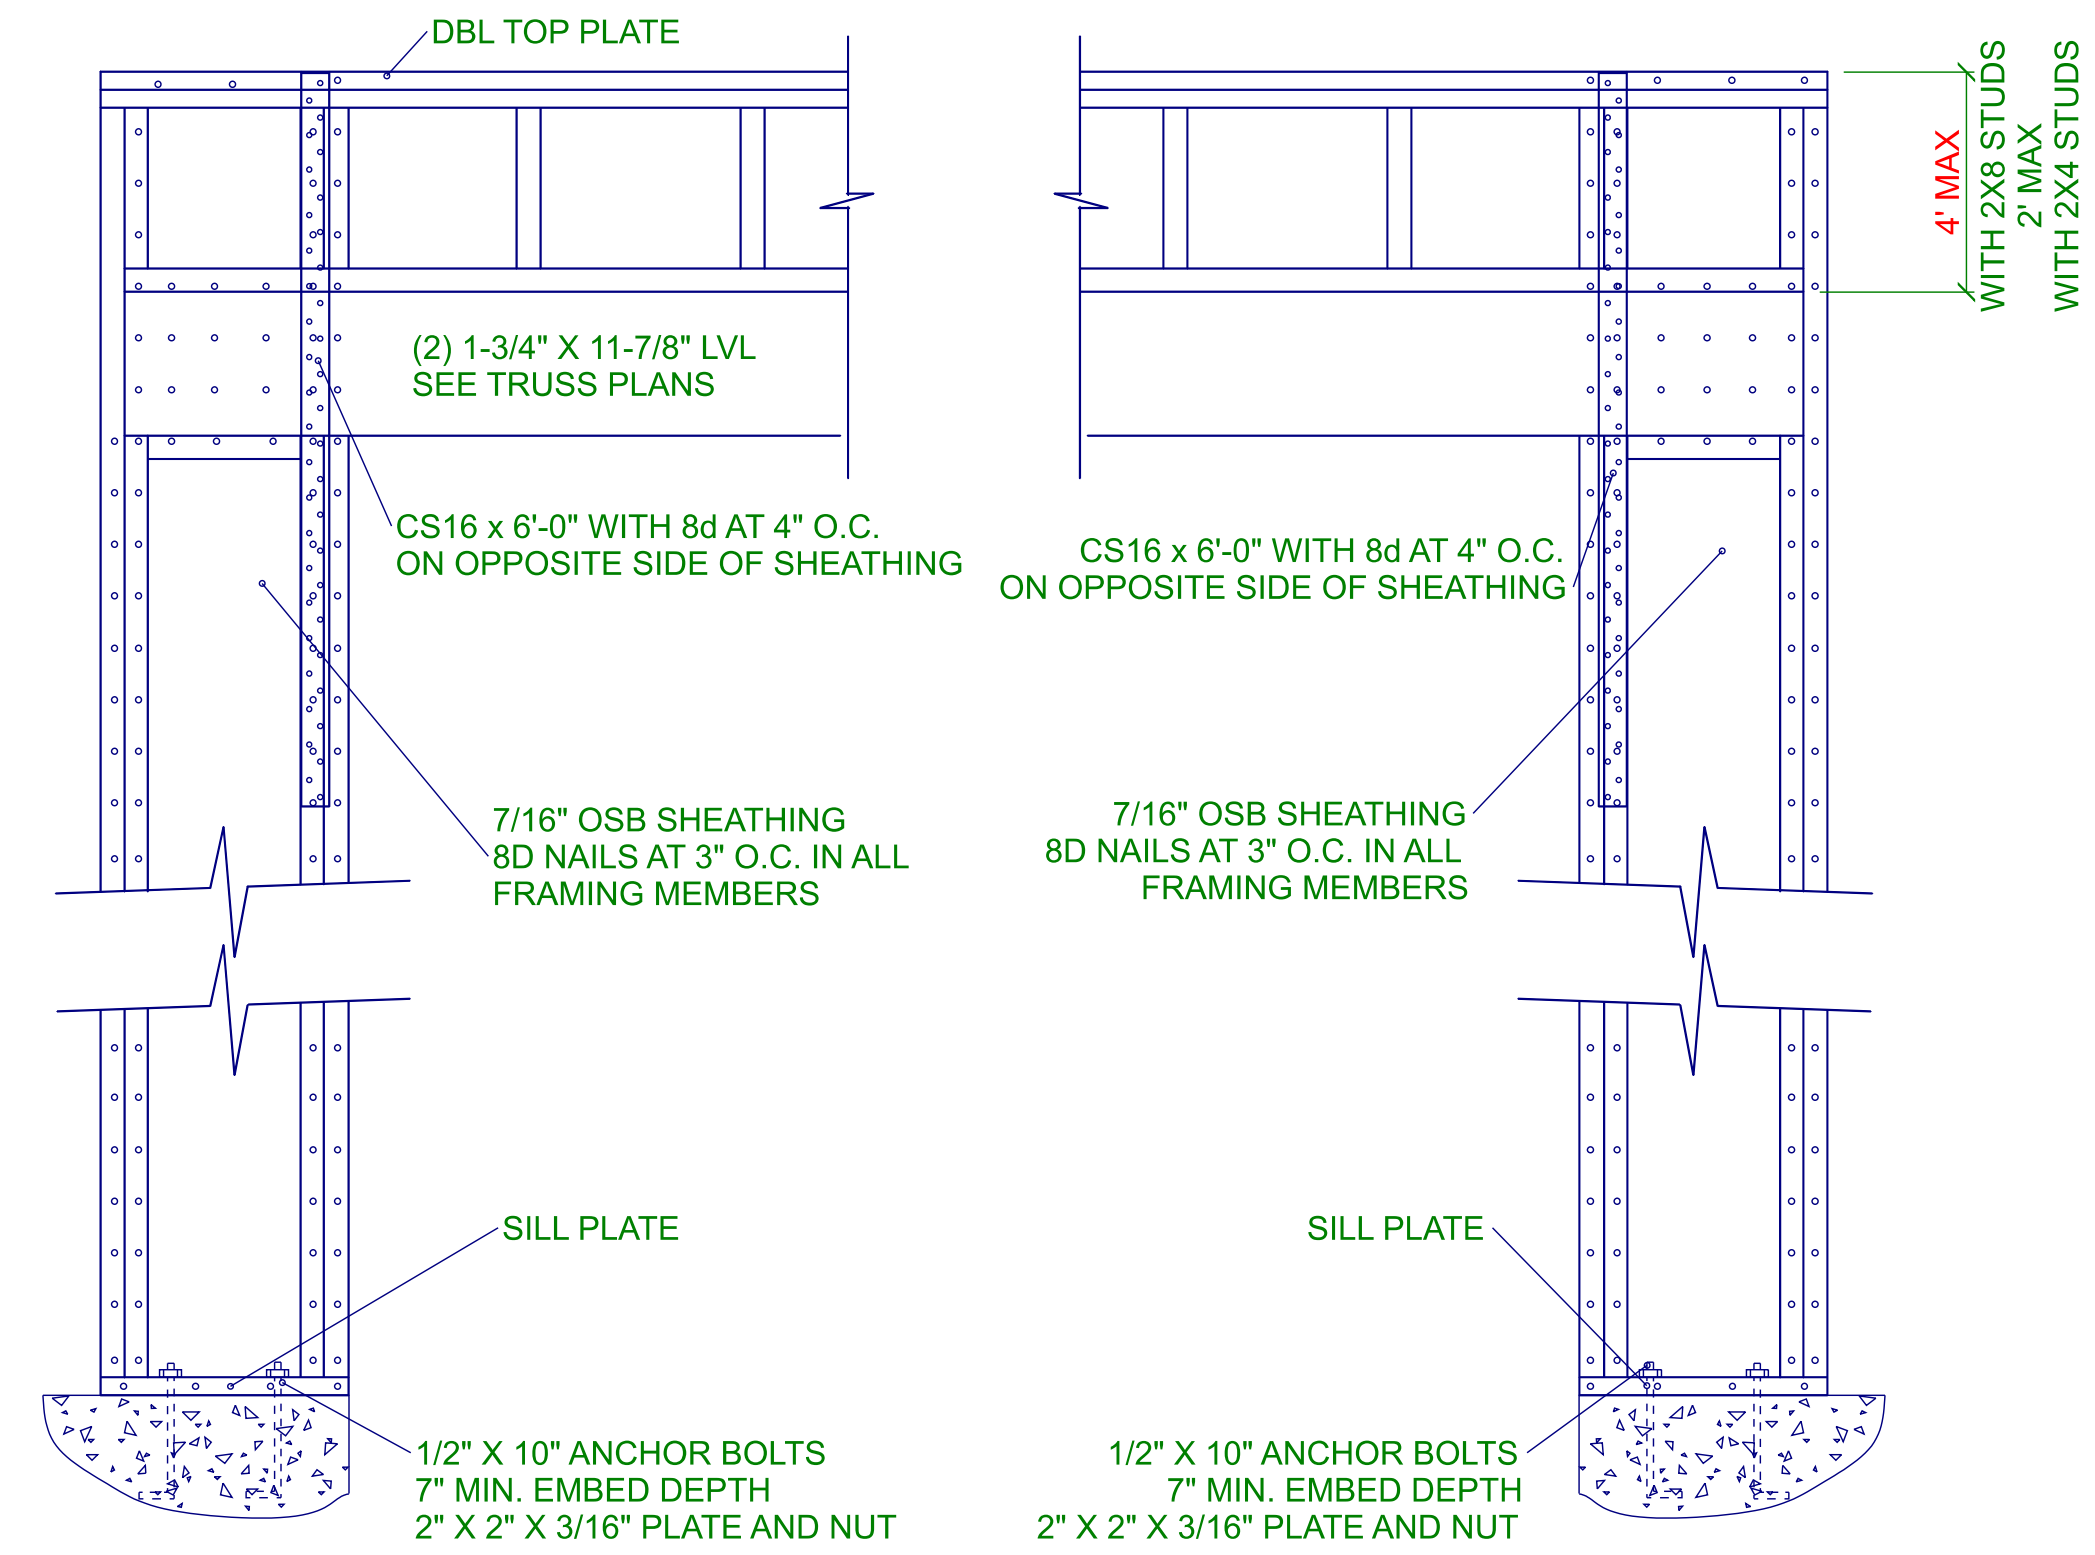 DBL TOP PLATE
4' MAX
WITH 2X8 STUDS
2' MAX
WITH 2X4 STUDS
(2) 1-3/4" X 11-7/8" LVL
SEE TRUSS PLANS
CS16 x 6'-0" WITH 8d AT 4" O.C.
ON OPPOSITE SIDE OF SHEATHING
CS16 x 6'-0" WITH 8d AT 4" O.C.
ON OPPOSITE SIDE OF SHEATHING
7/16" OSB SHEATHING
8D NAILS AT 3" O.C. IN ALL
FRAMING MEMBERS
7/16" OSB SHEATHING
8D NAILS AT 3" O.C. IN ALL
FRAMING MEMBERS
SILL PLATE
SILL PLATE
1/2" X 10" ANCHOR BOLTS
7" MIN. EMBED DEPTH
2" X 2" X 3/16" PLATE AND NUT
1/2" X 10" ANCHOR BOLTS
7" MIN. EMBED DEPTH
2" X 2" X 3/16" PLATE AND NUT